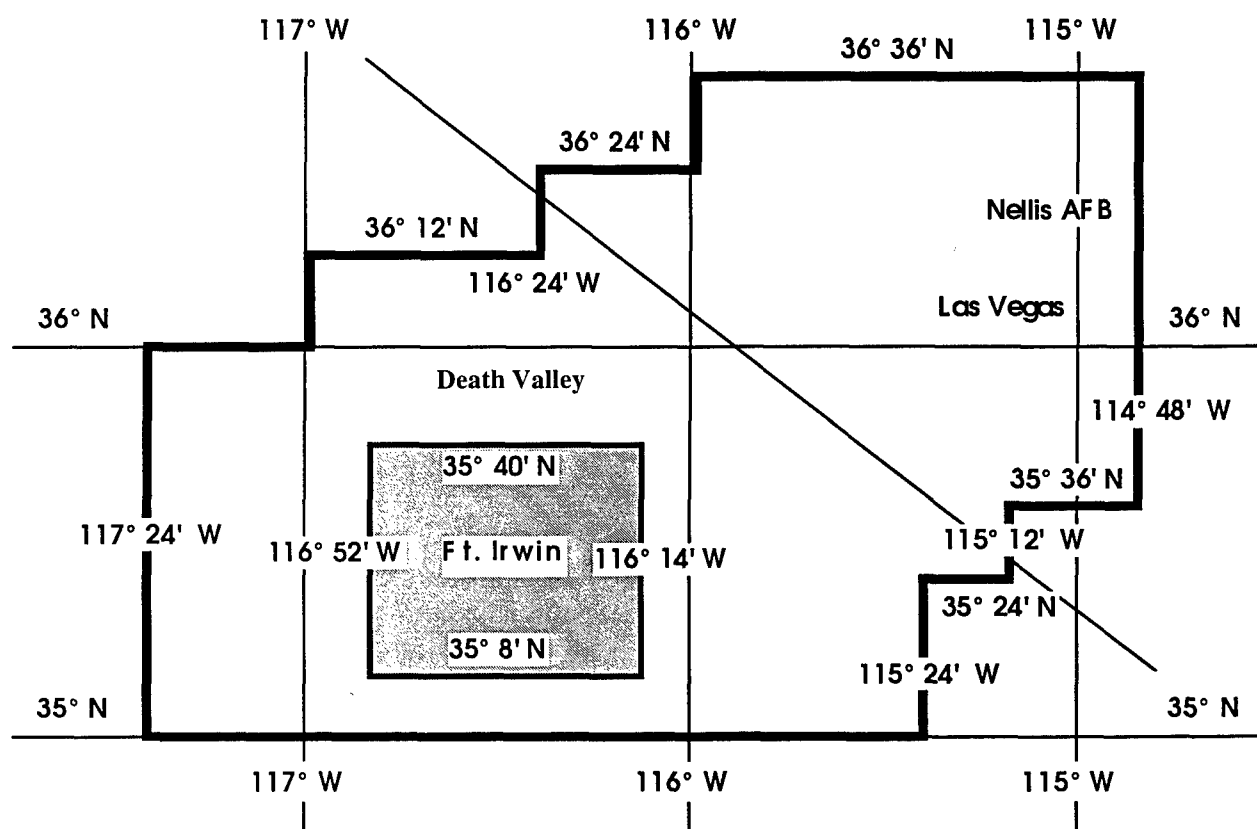 117° W
116° W
115° W
36° 36' N
36° 24' N
Nellis AFB
36° 12' N
116° 24' W
Las Vegas
36° N
36° N
Death Valley
114° 48' W
35° 40' N
35° 36' N
117° 24' W
116° 52' W
Ft. Irwin
116° 14' W
115° 12' W
35° 24' N
35° 8' N
115° 24' W
35° N
35° N
117° W
116° W
115° W